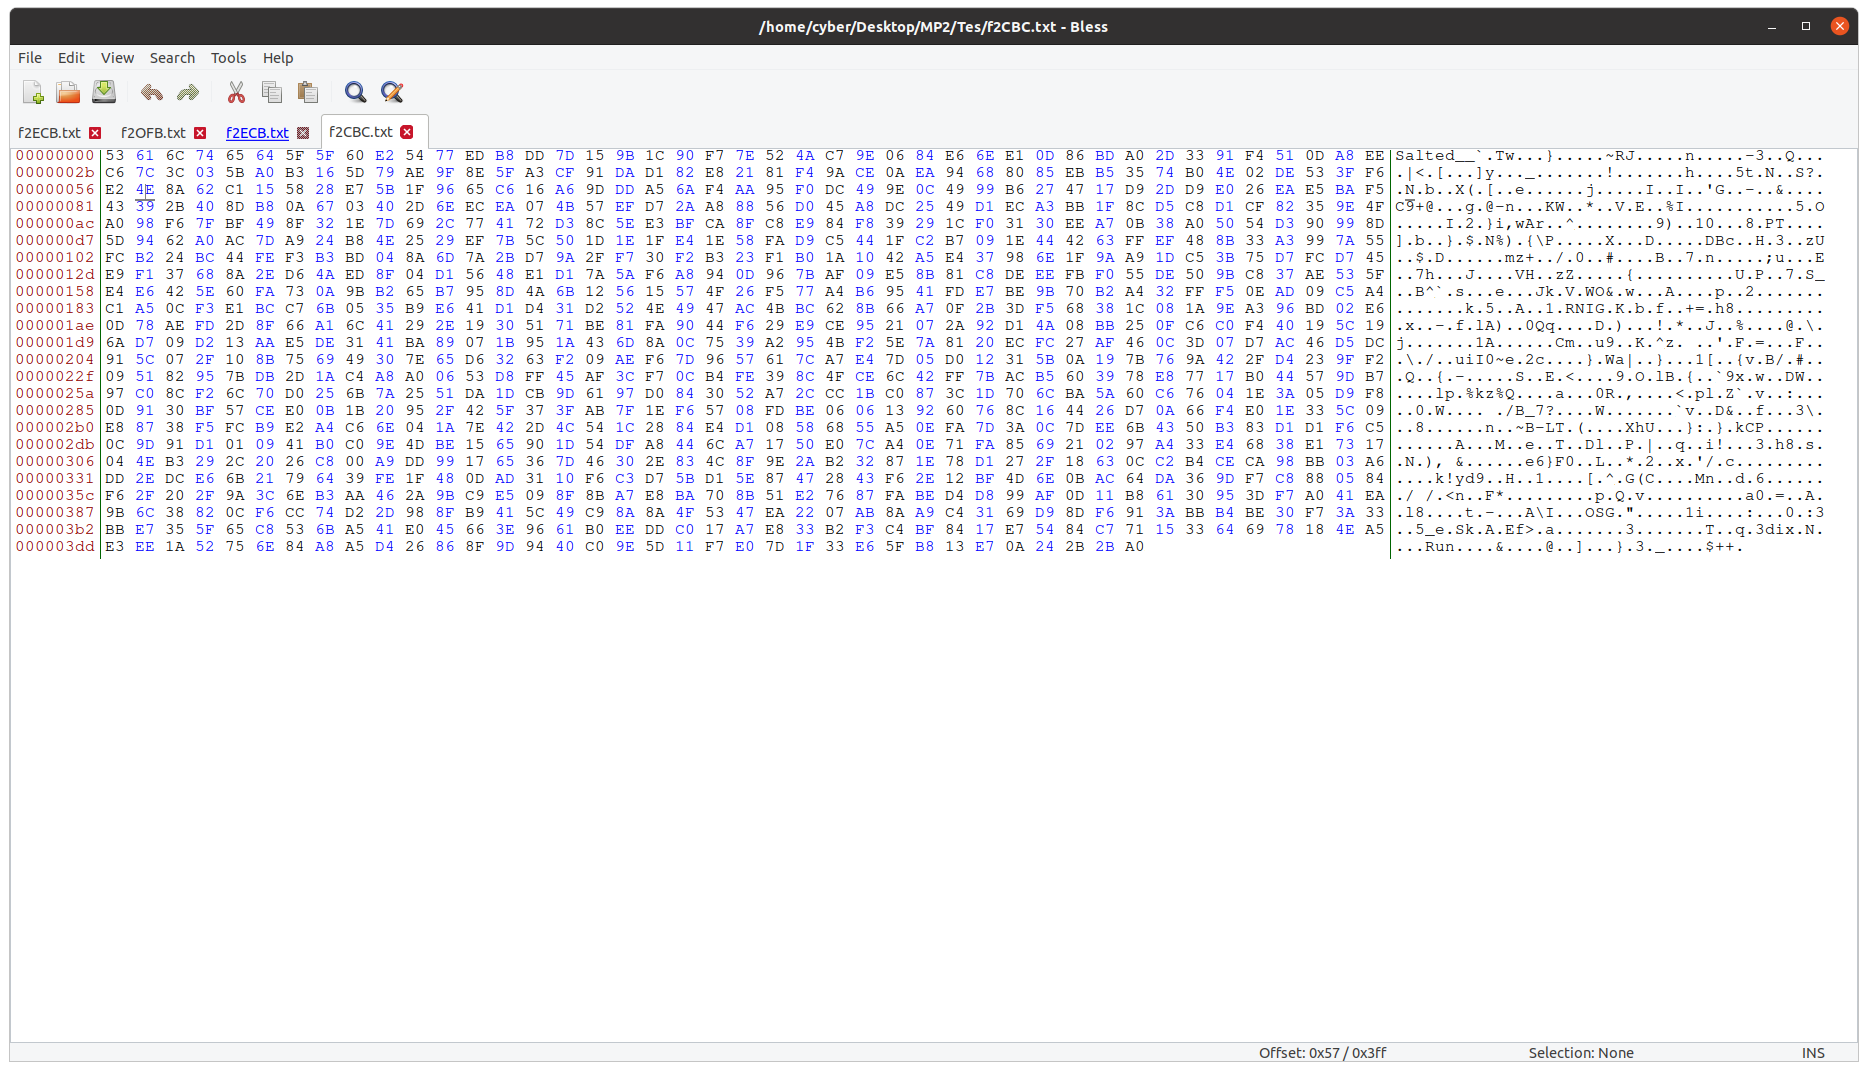 /home/cyber/Desktop/MP2/Tes/f2CBC.txt - Bless
File Edit View Search Tools Help
f2ECB.txt f2OFB.txt f2ECB.txt f2CBC.txt
00000000 53 61 6C 74 65 64 5F 5F 60 E2 54 77 ED B8 DD 7D 15 9B 1C 90 F7 7E 52 4A C7 9E 06 84 E6 6E E1 0D 86 BD A0 2D 33 91 F4 51 0D A8 EE Salted__`.Tw...}.....~RJ.....n.....-3..Q...
0000002b C6 7C 3C 03 5B A0 B3 16 5D 79 AE 9F 8E 5F A3 CF 91 DA D1 82 E8 21 81 F4 9A CE 0A EA 94 68 80 85 EB B5 35 74 B0 4E 02 DE 53 3F F6 .|<.[...]y..._.......!.......h....5t.N..S?.
00000056 E2 4E 8A 62 C1 15 58 28 E7 5B 1F 96 65 C6 16 A6 9D DD A5 6A F4 AA 95 F0 DC 49 9E 0C 49 99 B6 27 47 17 D9 2D D9 E0 26 EA E5 BA F5 .N.b..X(.[..e......j.....I..I..'G..-..&....
00000081 43 39 2B 40 8D B8 0A 67 03 40 2D 6E EC EA 07 4B 57 EF D7 2A A8 88 56 D0 45 A8 DC 25 49 D1 EC A3 BB 1F 8C D5 C8 D1 CF 82 35 9E 4F C9+@...g.@-n...KW..*..V.E..%I...........5.O
000000ac A0 98 F6 7F BF 49 8F 32 1E 7D 69 2C 77 41 72 D3 8C 5E E3 BF CA 8F C8 E9 84 F8 39 29 1C F0 31 30 EE A7 0B 38 A0 50 54 D3 90 99 8D .....I.2.}i,wAr..^........9)..10...8.PT....
000000d7 5D 94 62 A0 AC 7D A9 24 B8 4E 25 29 EF 7B 5C 50 1D 1E 1F E4 1E 58 FA D9 C5 44 1F C2 B7 09 1E 44 42 63 FF EF 48 8B 33 A3 99 7A 55 ].b..}.$.N%).{\P.....X...D.....DBc..H.3..zU
00000102 FC B2 24 BC 44 FE F3 B3 BD 04 8A 6D 7A 2B D7 9A 2F F7 30 F2 B3 23 F1 B0 1A 10 42 A5 E4 37 98 6E 1F 9A A9 1D C5 3B 75 D7 FC D7 45 ..$.D......mz+../.0..#....B..7.n.....;u...E
0000012d E9 F1 37 68 8A 2E D6 4A ED 8F 04 D1 56 48 E1 D1 7A 5A F6 A8 94 0D 96 7B AF 09 E5 8B 81 C8 DE EE FB F0 55 DE 50 9B C8 37 AE 53 5F ..7h...J....VH..zZ.....{..........U.P..7.S_
00000158 E4 E6 42 5E 60 FA 73 0A 9B B2 65 B7 95 8D 4A 6B 12 56 15 57 4F 26 F5 77 A4 B6 95 41 FD E7 BE 9B 70 B2 A4 32 FF F5 0E AD 09 C5 A4 ..B^`.s...e...Jk.V.WO&.w...A....p..2.......
00000183 C1 A5 0C F3 E1 BC C7 6B 05 35 B9 E6 41 D1 D4 31 D2 52 4E 49 47 AC 4B BC 62 8B 66 A7 0F 2B 3D F5 68 38 1C 08 1A 9E A3 96 BD 02 E6 .......k.5..A..1.RNIG.K.b.f..+=.h8.........
000001ae 0D 78 AE FD 2D 8F 66 A1 6C 41 29 2E 19 30 51 71 BE 81 FA 90 44 F6 29 E9 CE 95 21 07 2A 92 D1 4A 08 BB 25 0F C6 C0 F4 40 19 5C 19 .x..-.f.lA)..0Qq....D.)...!.*..J..%....@.\.
000001d9 6A D7 09 D2 13 AA E5 DE 31 41 BA 89 07 1B 95 1A 43 6D 8A 0C 75 39 A2 95 4B F2 5E 7A 81 20 EC FC 27 AF 46 0C 3D 07 D7 AC 46 D5 DC j.......1A......Cm..u9..K.^z. ..'.F.=...F..
00000204 91 5C 07 2F 10 8B 75 69 49 30 7E 65 D6 32 63 F2 09 AE F6 7D 96 57 61 7C A7 E4 7D 05 D0 12 31 5B 0A 19 7B 76 9A 42 2F D4 23 9F F2 .\./..uiI0~e.2c....}.Wa|..}...1[..{v.B/.#..
0000022f 09 51 82 95 7B DB 2D 1A C4 A8 A0 06 53 D8 FF 45 AF 3C F7 0C B4 FE 39 8C 4F CE 6C 42 FF 7B AC B5 60 39 78 E8 77 17 B0 44 57 9D B7 .Q..{.-.....S..E.<....9.O.lB.{..`9x.w..DW..
0000025a 97 C0 8C F2 6C 70 D0 25 6B 7A 25 51 DA 1D CB 9D 61 97 D0 84 30 52 A7 2C CC 1B C0 87 3C 1D 70 6C BA 5A 60 C6 76 04 1E 3A 05 D9 F8 ....lp.%kz%Q....a...0R.,....<.pl.Z`.v..:...
00000285 0D 91 30 BF 57 CE E0 0B 1B 20 95 2F 42 5F 37 3F AB 7F 1E F6 57 08 FD BE 06 06 13 92 60 76 8C 16 44 26 D7 0A 66 F4 E0 1E 33 5C 09 ..0.W.... ./B_7?....W.......`v..D&..f...3\.
000002b0 E8 87 38 F5 FC B9 E2 A4 C6 6E 04 1A 7E 42 2D 4C 54 1C 28 84 E4 D1 08 58 68 55 A5 0E FA 7D 3A 0C 7D EE 6B 43 50 B3 83 D1 D1 F6 C5 ..8......n..~B-LT.(....XhU...}:.}.kCP......
000002db 0C 9D 91 D1 01 09 41 B0 C0 9E 4D BE 15 65 90 1D 54 DF A8 44 6C A7 17 50 E0 7C A4 0E 71 FA 85 69 21 02 97 A4 33 E4 68 38 E1 73 17 ......A...M..e..T..Dl..P.|..q..i!...3.h8.s.
00000306 04 4E B3 29 2C 20 26 C8 00 A9 DD 99 17 65 36 7D 46 30 2E 83 4C 8F 9E 2A B2 32 87 1E 78 D1 27 2F 18 63 0C C2 B4 CE CA 98 BB 03 A6 .N.), &......e6}F0..L..*.2..x.'/.c.........
00000331 DD 2E DC E6 6B 21 79 64 39 FE 1F 48 0D AD 31 10 F6 C3 D7 5B D1 5E 87 47 28 43 F6 2E 12 BF 4D 6E 0B AC 64 DA 36 9D F7 C8 88 05 84 ....k!yd9..H..1....[.^.G(C....Mn..d.6......
0000035c F6 2F 20 2F 9A 3C 6E B3 AA 46 2A 9B C9 E5 09 8F 8B A7 E8 BA 70 8B 51 E2 76 87 FA BE D4 D8 99 AF 0D 11 B8 61 30 95 3D F7 A0 41 EA ./ /.<n..F*.........p.Q.v..........a0.=..A.
00000387 9B 6C 38 82 0C F6 CC 74 D2 2D 98 8F B9 41 5C 49 C9 8A 8A 4F 53 47 EA 22 07 AB 8A A9 C4 31 69 D9 8D F6 91 3A BB B4 BE 30 F7 3A 33 .l8....t.-...A\I...OSG.".....1i....:...0.:3
000003b2 BB E7 35 5F 65 C8 53 6B A5 41 E0 45 66 3E 96 61 B0 EE DD C0 17 A7 E8 33 B2 F3 C4 BF 84 17 E7 54 84 C7 71 15 33 64 69 78 18 4E A5 ..5_e.Sk.A.Ef>.a.......3.......T..q.3dix.N.
000003dd E3 EE 1A 52 75 6E 84 A8 A5 D4 26 86 8F 9D 94 40 C0 9E 5D 11 F7 E0 7D 1F 33 E6 5F B8 13 E7 0A 24 2B 2B A0 ...Run....&....@..]...}.3._....$++.
Offset: 0x57 / 0x3ff Selection: None INS